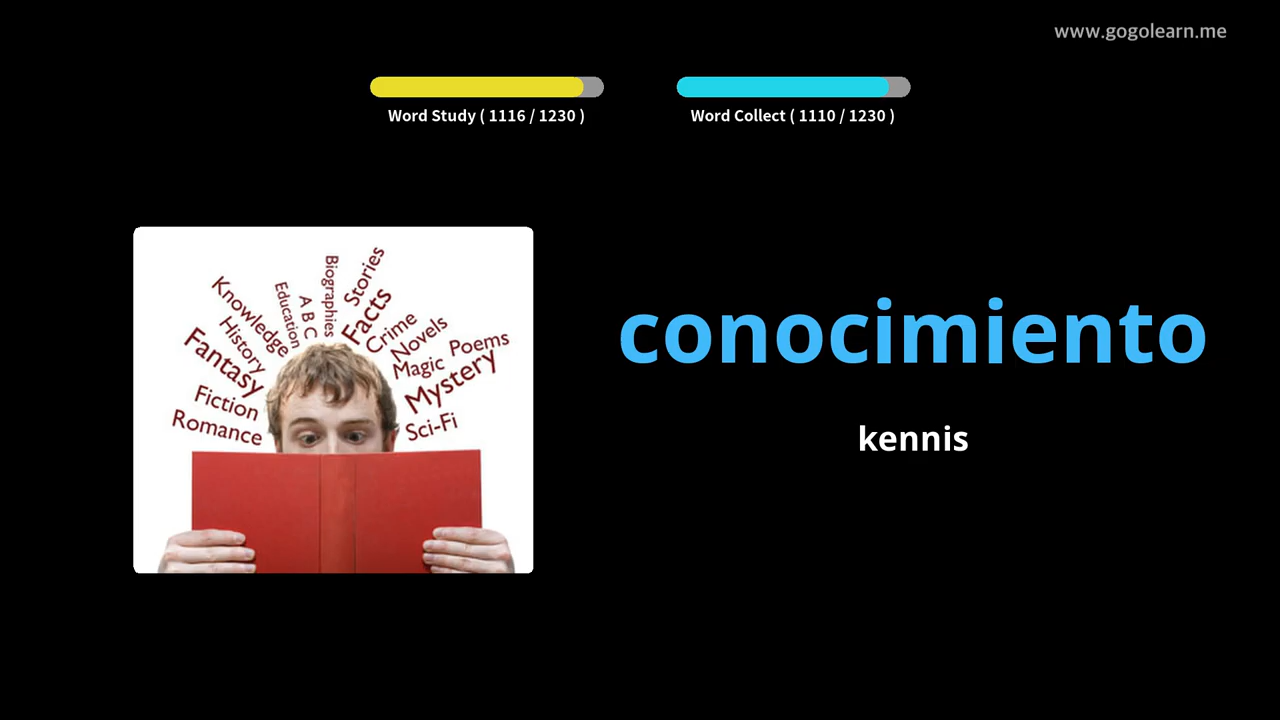 www.gogolearn.me
Word Study ( 1116 / 1230 )
Word Collect ( 1110 / 1230 )
Knowledge
Education
A B C
Biographies
Stories
Facts
Crime
Novels
Poems
History
Fantasy
Magic
Mystery
Fiction
Romance
Sci-Fi
conocimiento
kennis